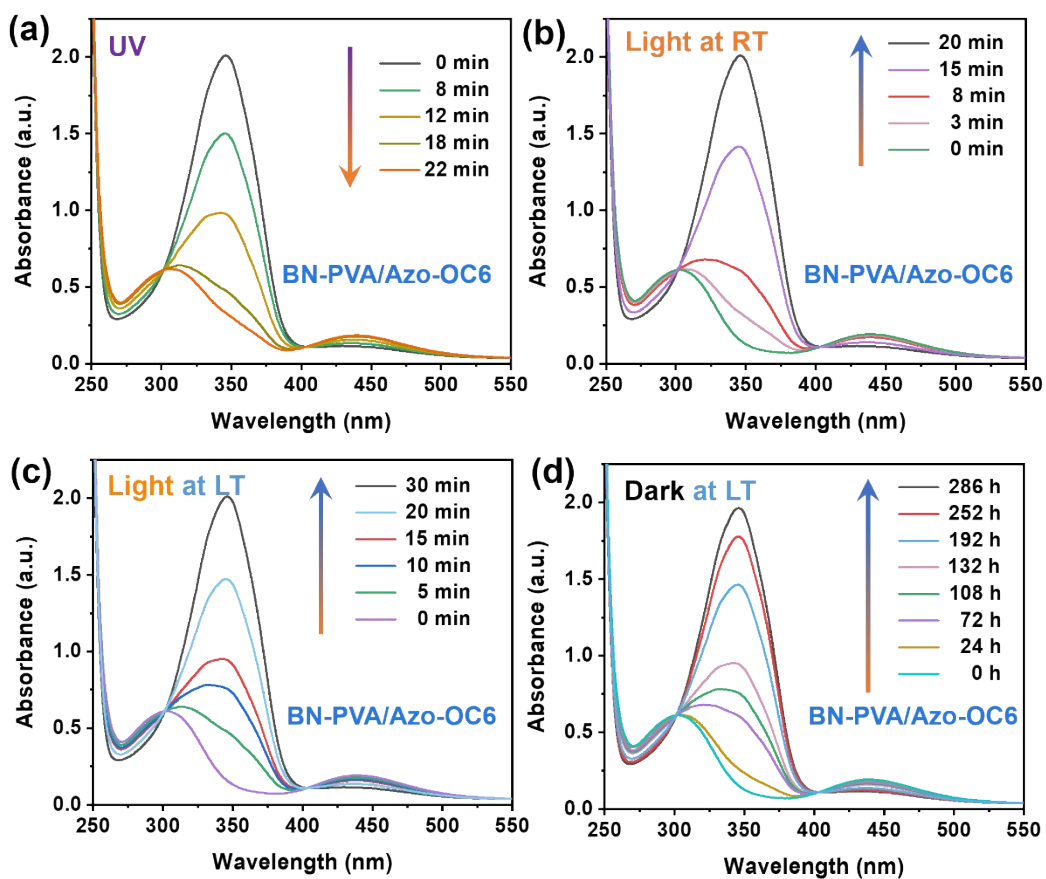 (a)
UV
0 min
8 min
12 min
18 min
22 min
BN-PVA/Azo-OC6
Absorbance (a.u.)
2.0
1.5
1.0
0.5
0.0
250 300 350 400 450 500 550
Wavelength (nm)
(b)
Light at RT
20 min
15 min
8 min
3 min
0 min
BN-PVA/Azo-OC6
Absorbance (a.u.)
2.0
1.5
1.0
0.5
0.0
250 300 350 400 450 500 550
Wavelength (nm)
(c)
Light at LT
30 min
20 min
15 min
10 min
5 min
0 min
BN-PVA/Azo-OC6
Absorbance (a.u.)
2.0
1.5
1.0
0.5
0.0
250 300 350 400 450 500 550
Wavelength (nm)
(d)
Dark at LT
286 h
252 h
192 h
132 h
108 h
72 h
24 h
0 h
BN-PVA/Azo-OC6
Absorbance (a.u.)
2.0
1.5
1.0
0.5
0.0
250 300 350 400 450 500 550
Wavelength (nm)